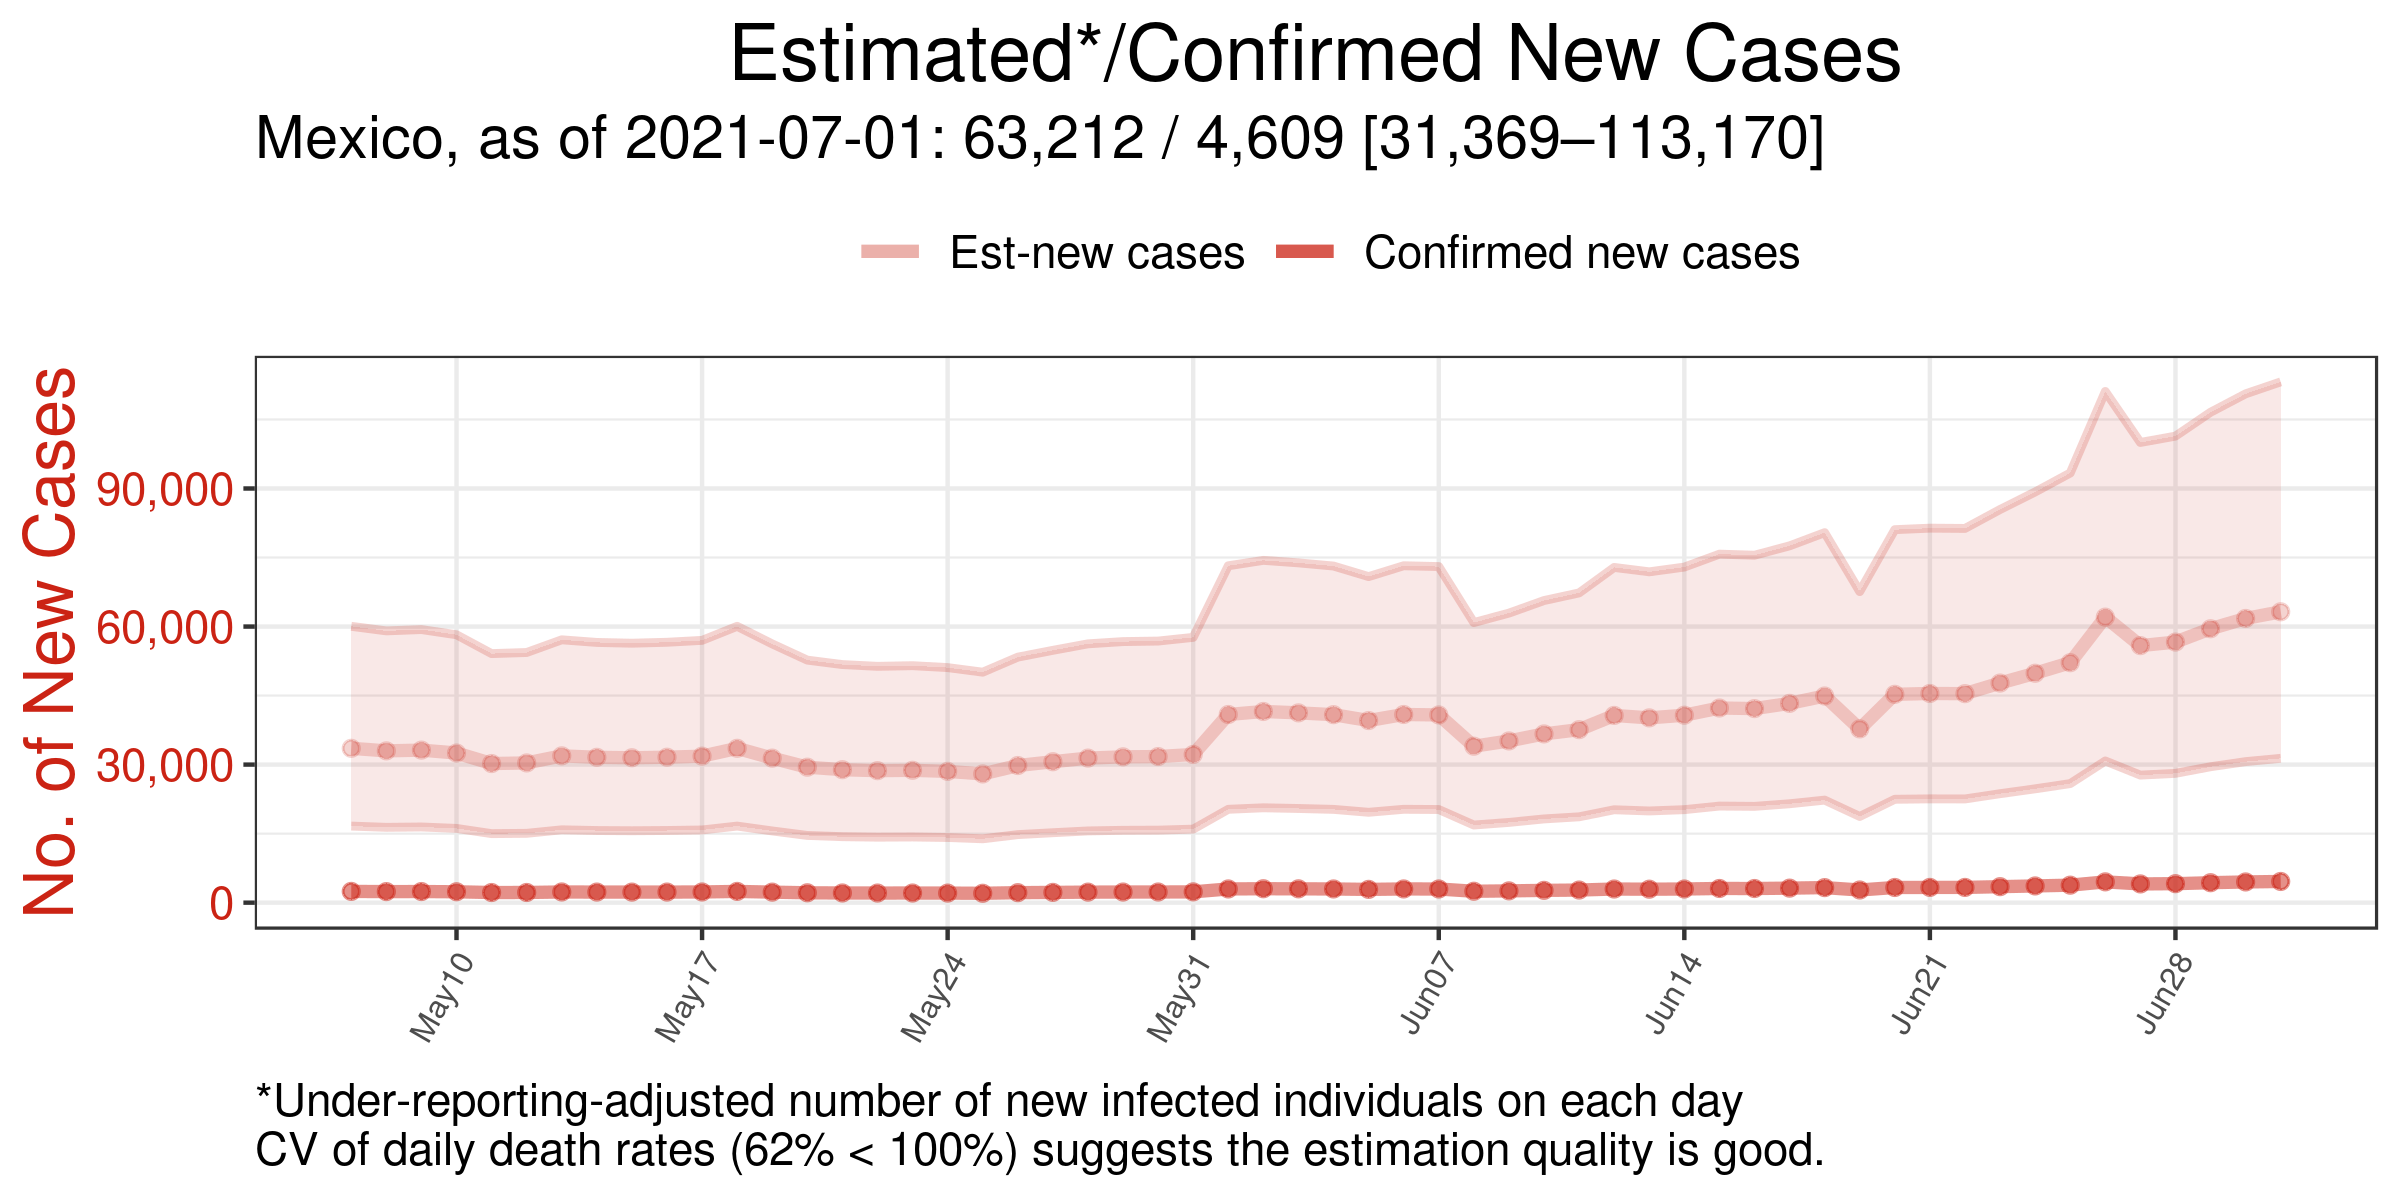 Estimated*/Confirmed New Cases
Mexico, as of 2021-07-01: 63,212 / 4,609 [31,369–113,170]
Est-new cases Confirmed new cases
No. of New Cases
90,000
60,000
30,000
0
May10 May17 May24 May31 Jun07 Jun14 Jun21 Jun28
*Under-reporting-adjusted number of new infected individuals on each day
CV of daily death rates (62% < 100%) suggests the estimation quality is good.